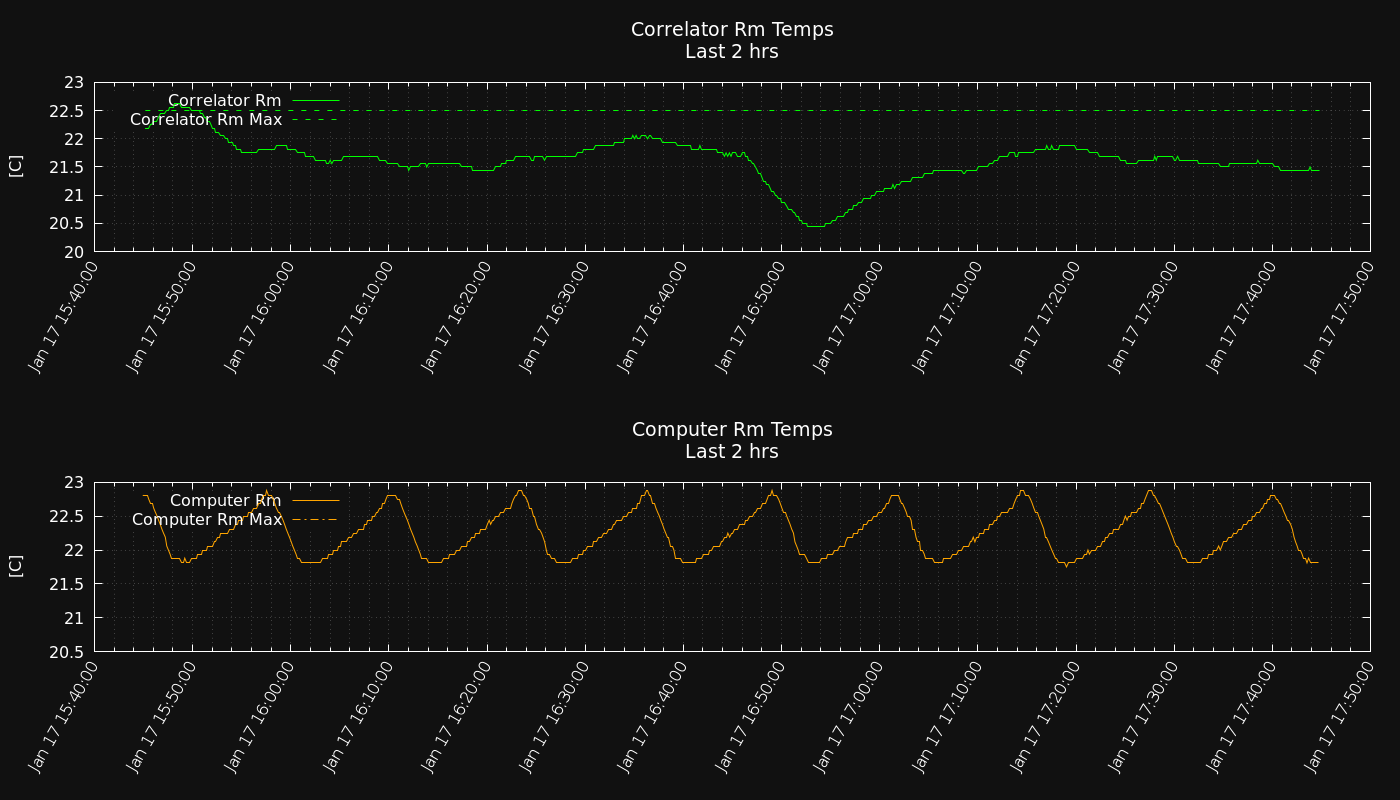 Correlator Rm Temps
Last 2 hrs
[C]
23
22.5
22
21.5
21
20.5
20
Correlator Rm
Correlator Rm Max
Jan 17 15:40:00
Jan 17 15:50:00
Jan 17 16:00:00
Jan 17 16:10:00
Jan 17 16:20:00
Jan 17 16:30:00
Jan 17 16:40:00
Jan 17 16:50:00
Jan 17 17:00:00
Jan 17 17:10:00
Jan 17 17:20:00
Jan 17 17:30:00
Jan 17 17:40:00
Jan 17 17:50:00
Computer Rm Temps
Last 2 hrs
[C]
23
22.5
22
21.5
21
20.5
Computer Rm
Computer Rm Max
Jan 17 15:40:00
Jan 17 15:50:00
Jan 17 16:00:00
Jan 17 16:10:00
Jan 17 16:20:00
Jan 17 16:30:00
Jan 17 16:40:00
Jan 17 16:50:00
Jan 17 17:00:00
Jan 17 17:10:00
Jan 17 17:20:00
Jan 17 17:30:00
Jan 17 17:40:00
Jan 17 17:50:00